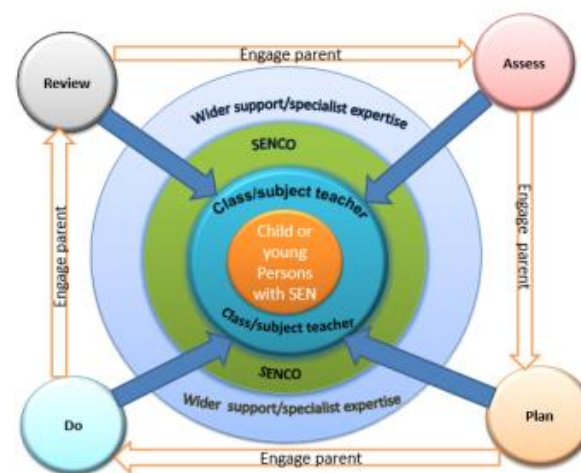 Engage parent
Review
Assess
Wider support/specialist expertise
SENCO
Class/subject teacher
Child or
young
Persons
with SEN
Engage parent
Engage parent
Class/subject teacher
SENCO
Wider support/specialist expertise
Do
Plan
Engage parent